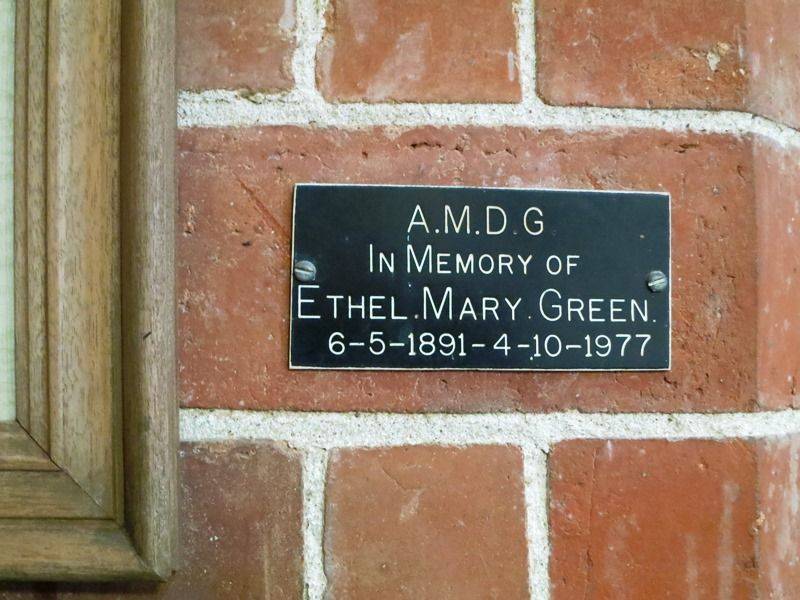 A.M.D.G
In Memory of
Ethel.Mary.Green.
6-5-1891-4-10-1977